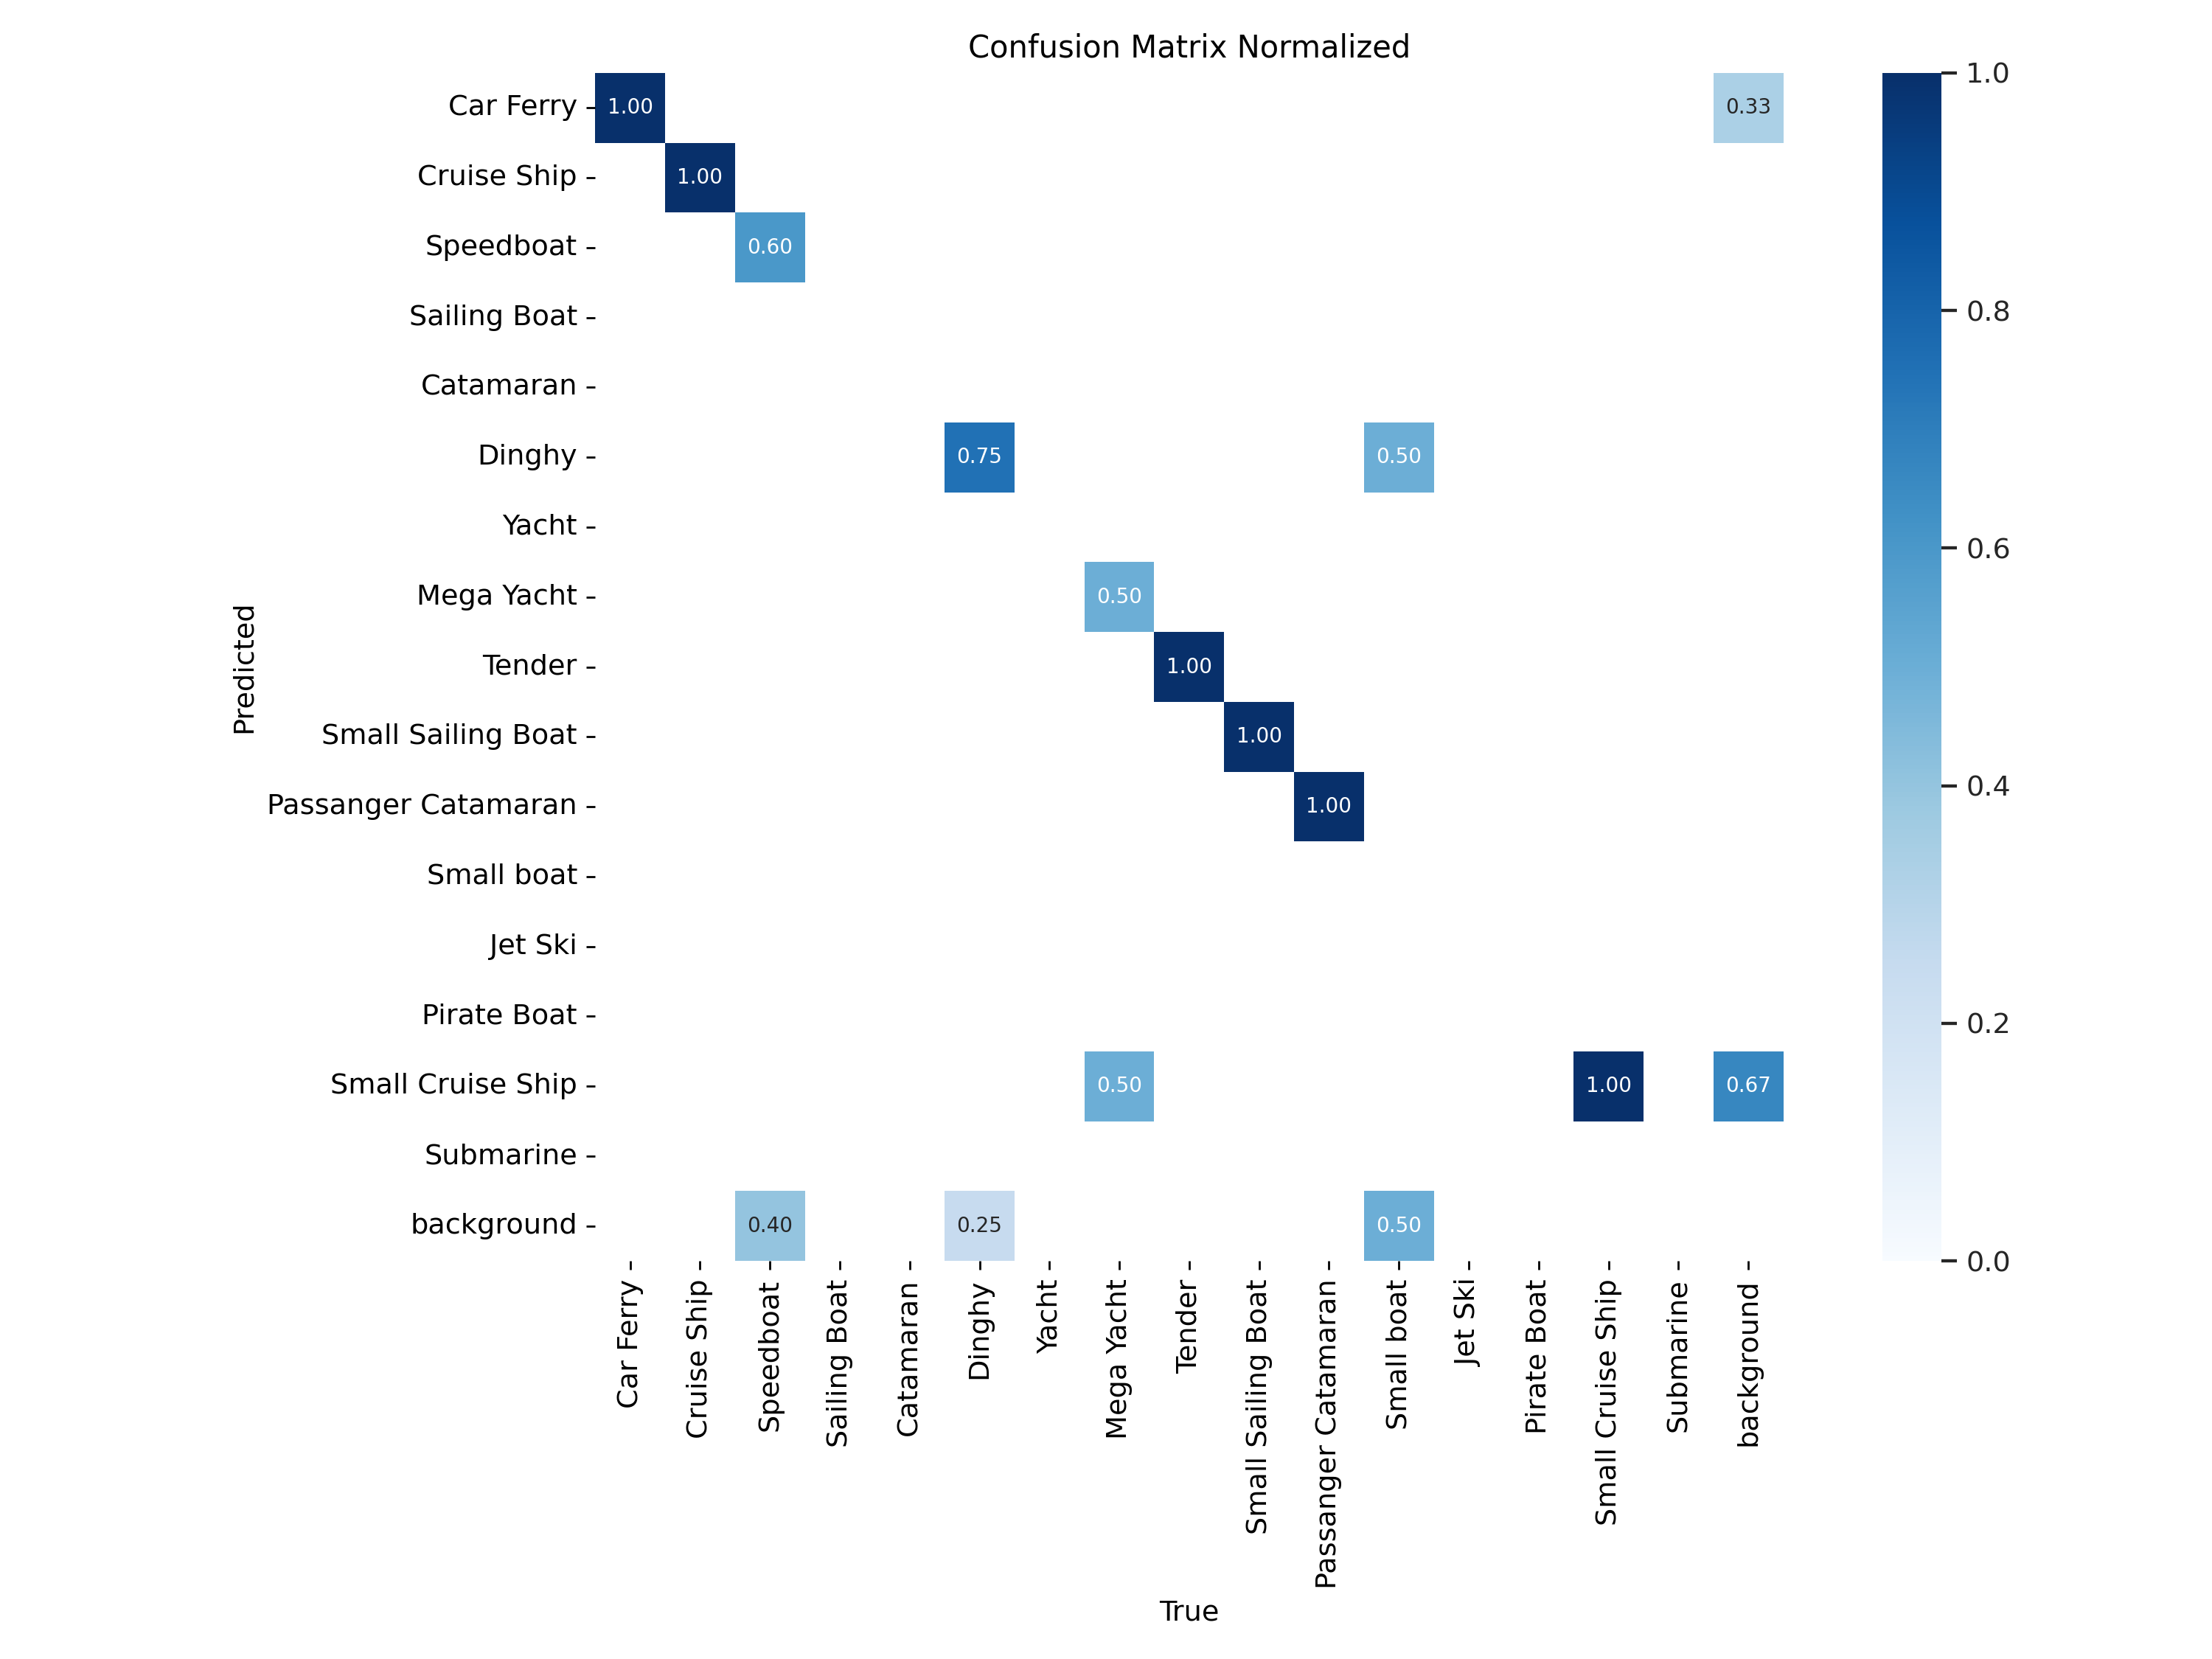 Confusion Matrix Normalized
Car Ferry
1.00
0.33
1.0
Cruise Ship
1.00
Speedboat
0.60
Sailing Boat
0.8
Catamaran
Dinghy
0.75
0.50
Yacht
0.6
Mega Yacht
0.50
Predicted
Tender
1.00
Small Sailing Boat
1.00
Passanger Catamaran
1.00
0.4
Small boat
Jet Ski
Pirate Boat
0.2
Small Cruise Ship
0.50
1.00
0.67
Submarine
background
0.40
0.25
0.50
0.0
Car Ferry
Cruise Ship
Speedboat
Sailing Boat
Catamaran
Dinghy
Yacht
Mega Yacht
Tender
Small Sailing Boat
Passanger Catamaran
Small boat
Jet Ski
Pirate Boat
Small Cruise Ship
Submarine
background
True